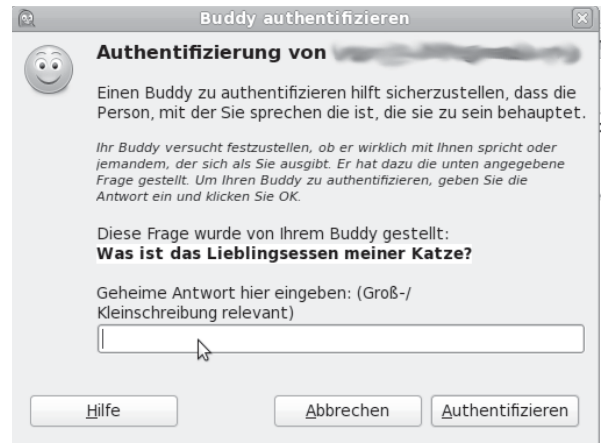 Buddy authentifizieren
Authentifizierung von
Einen Buddy zu authentifizieren hilft sicherzustellen, dass die
Person, mit der Sie sprechen die ist, die sie zu sein behauptet.
Ihr Buddy versucht festzustellen, ob er wirklich mit Ihnen spricht oder
jemandem, der sich als Sie ausgibt. Er hat dazu die unten angegebene
Frage gestellt. Um Ihren Buddy zu authentifizieren, geben Sie die
Antwort ein und klicken Sie OK.
Diese Frage wurde von Ihrem Buddy gestellt:
Was ist das Lieblingsessen meiner Katze?
Geheime Antwort hier eingeben: (Groß-/
Kleinschreibung relevant)
Hilfe
Abbrechen
Authentifizieren